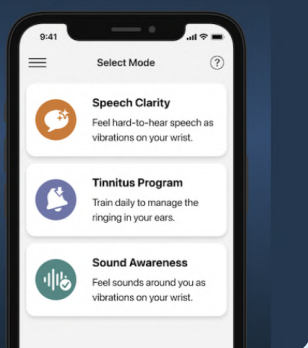 9:41
Select Mode
?
Speech Clarity
Feel hard-to-hear speech as
vibrations on your wrist.
Tinnitus Program
Train daily to manage the
ringing in your ears.
Sound Awareness
Feel sounds around you as
vibrations on your wrist.